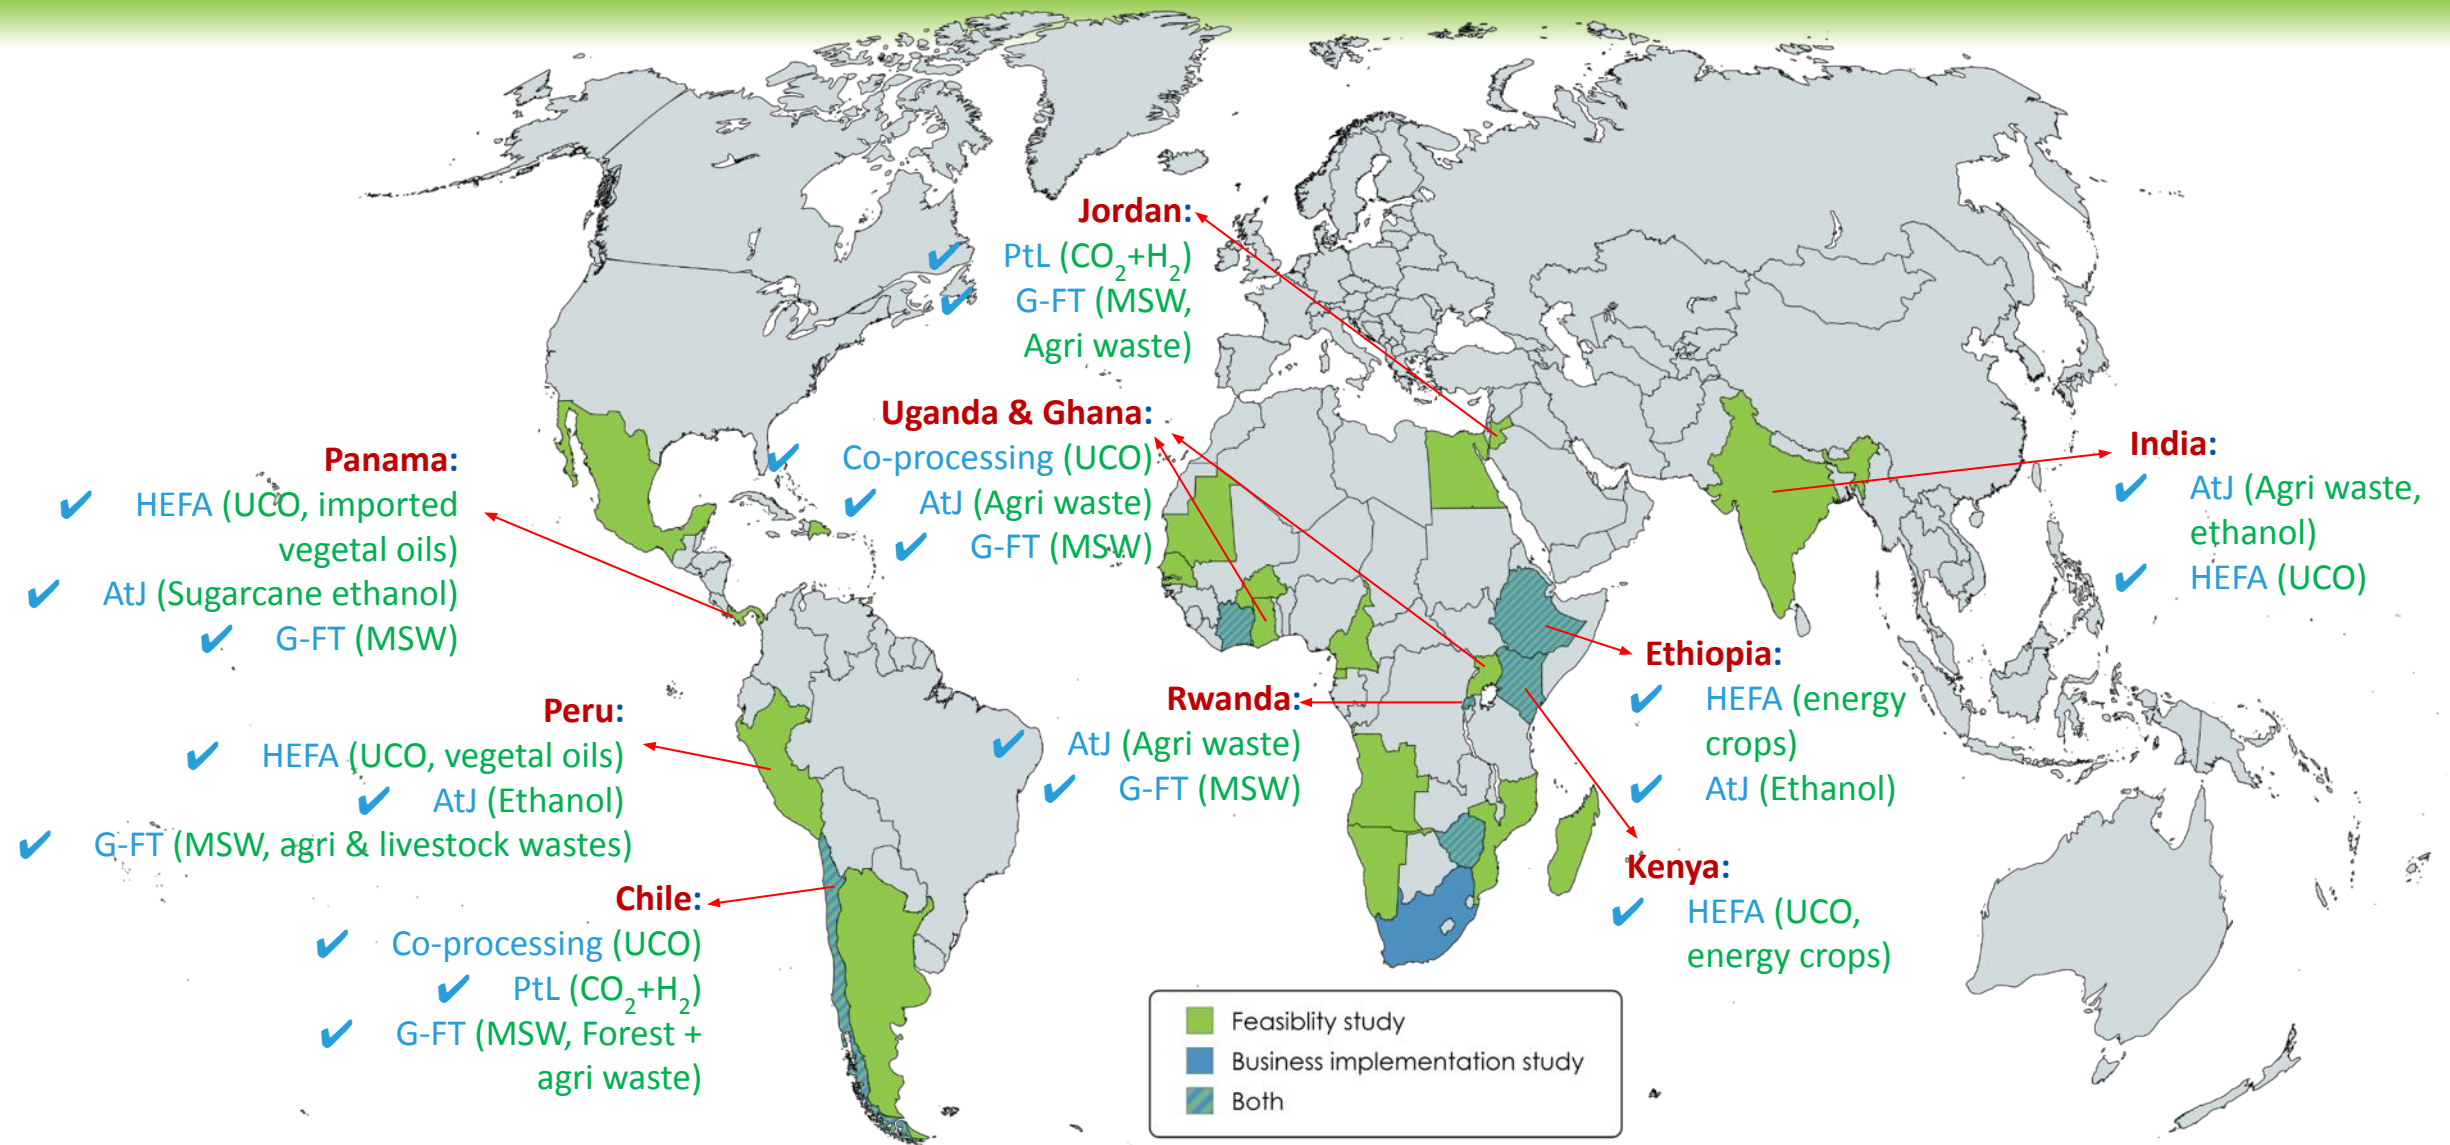 Jordan:
✔ PtL (CO₂+H₂)
✔ G-FT (MSW,
Agri waste)
Uganda & Ghana:
✔ Co-processing (UCO)
✔ AtJ (Agri waste)
✔ G-FT (MSW)
Panama:
✔ HEFA (UCO, imported
vegetal oils)
✔ AtJ (Sugarcane ethanol)
✔ G-FT (MSW)
India:
✔ AtJ (Agri waste,
ethanol)
✔ HEFA (UCO)
Peru:
✔ HEFA (UCO, vegetal oils)
✔ AtJ (Ethanol)
✔ G-FT (MSW, agri & livestock wastes)
Rwanda:
✔ AtJ (Agri waste)
✔ G-FT (MSW)
Ethiopia:
✔ HEFA (energy
crops)
✔ AtJ (Ethanol)
Chile:
✔ Co-processing (UCO)
✔ PtL (CO₂+H₂)
✔ G-FT (MSW, Forest +
agri waste)
Kenya:
✔ HEFA (UCO,
energy crops)
Feasiblity study
Business implementation study
Both